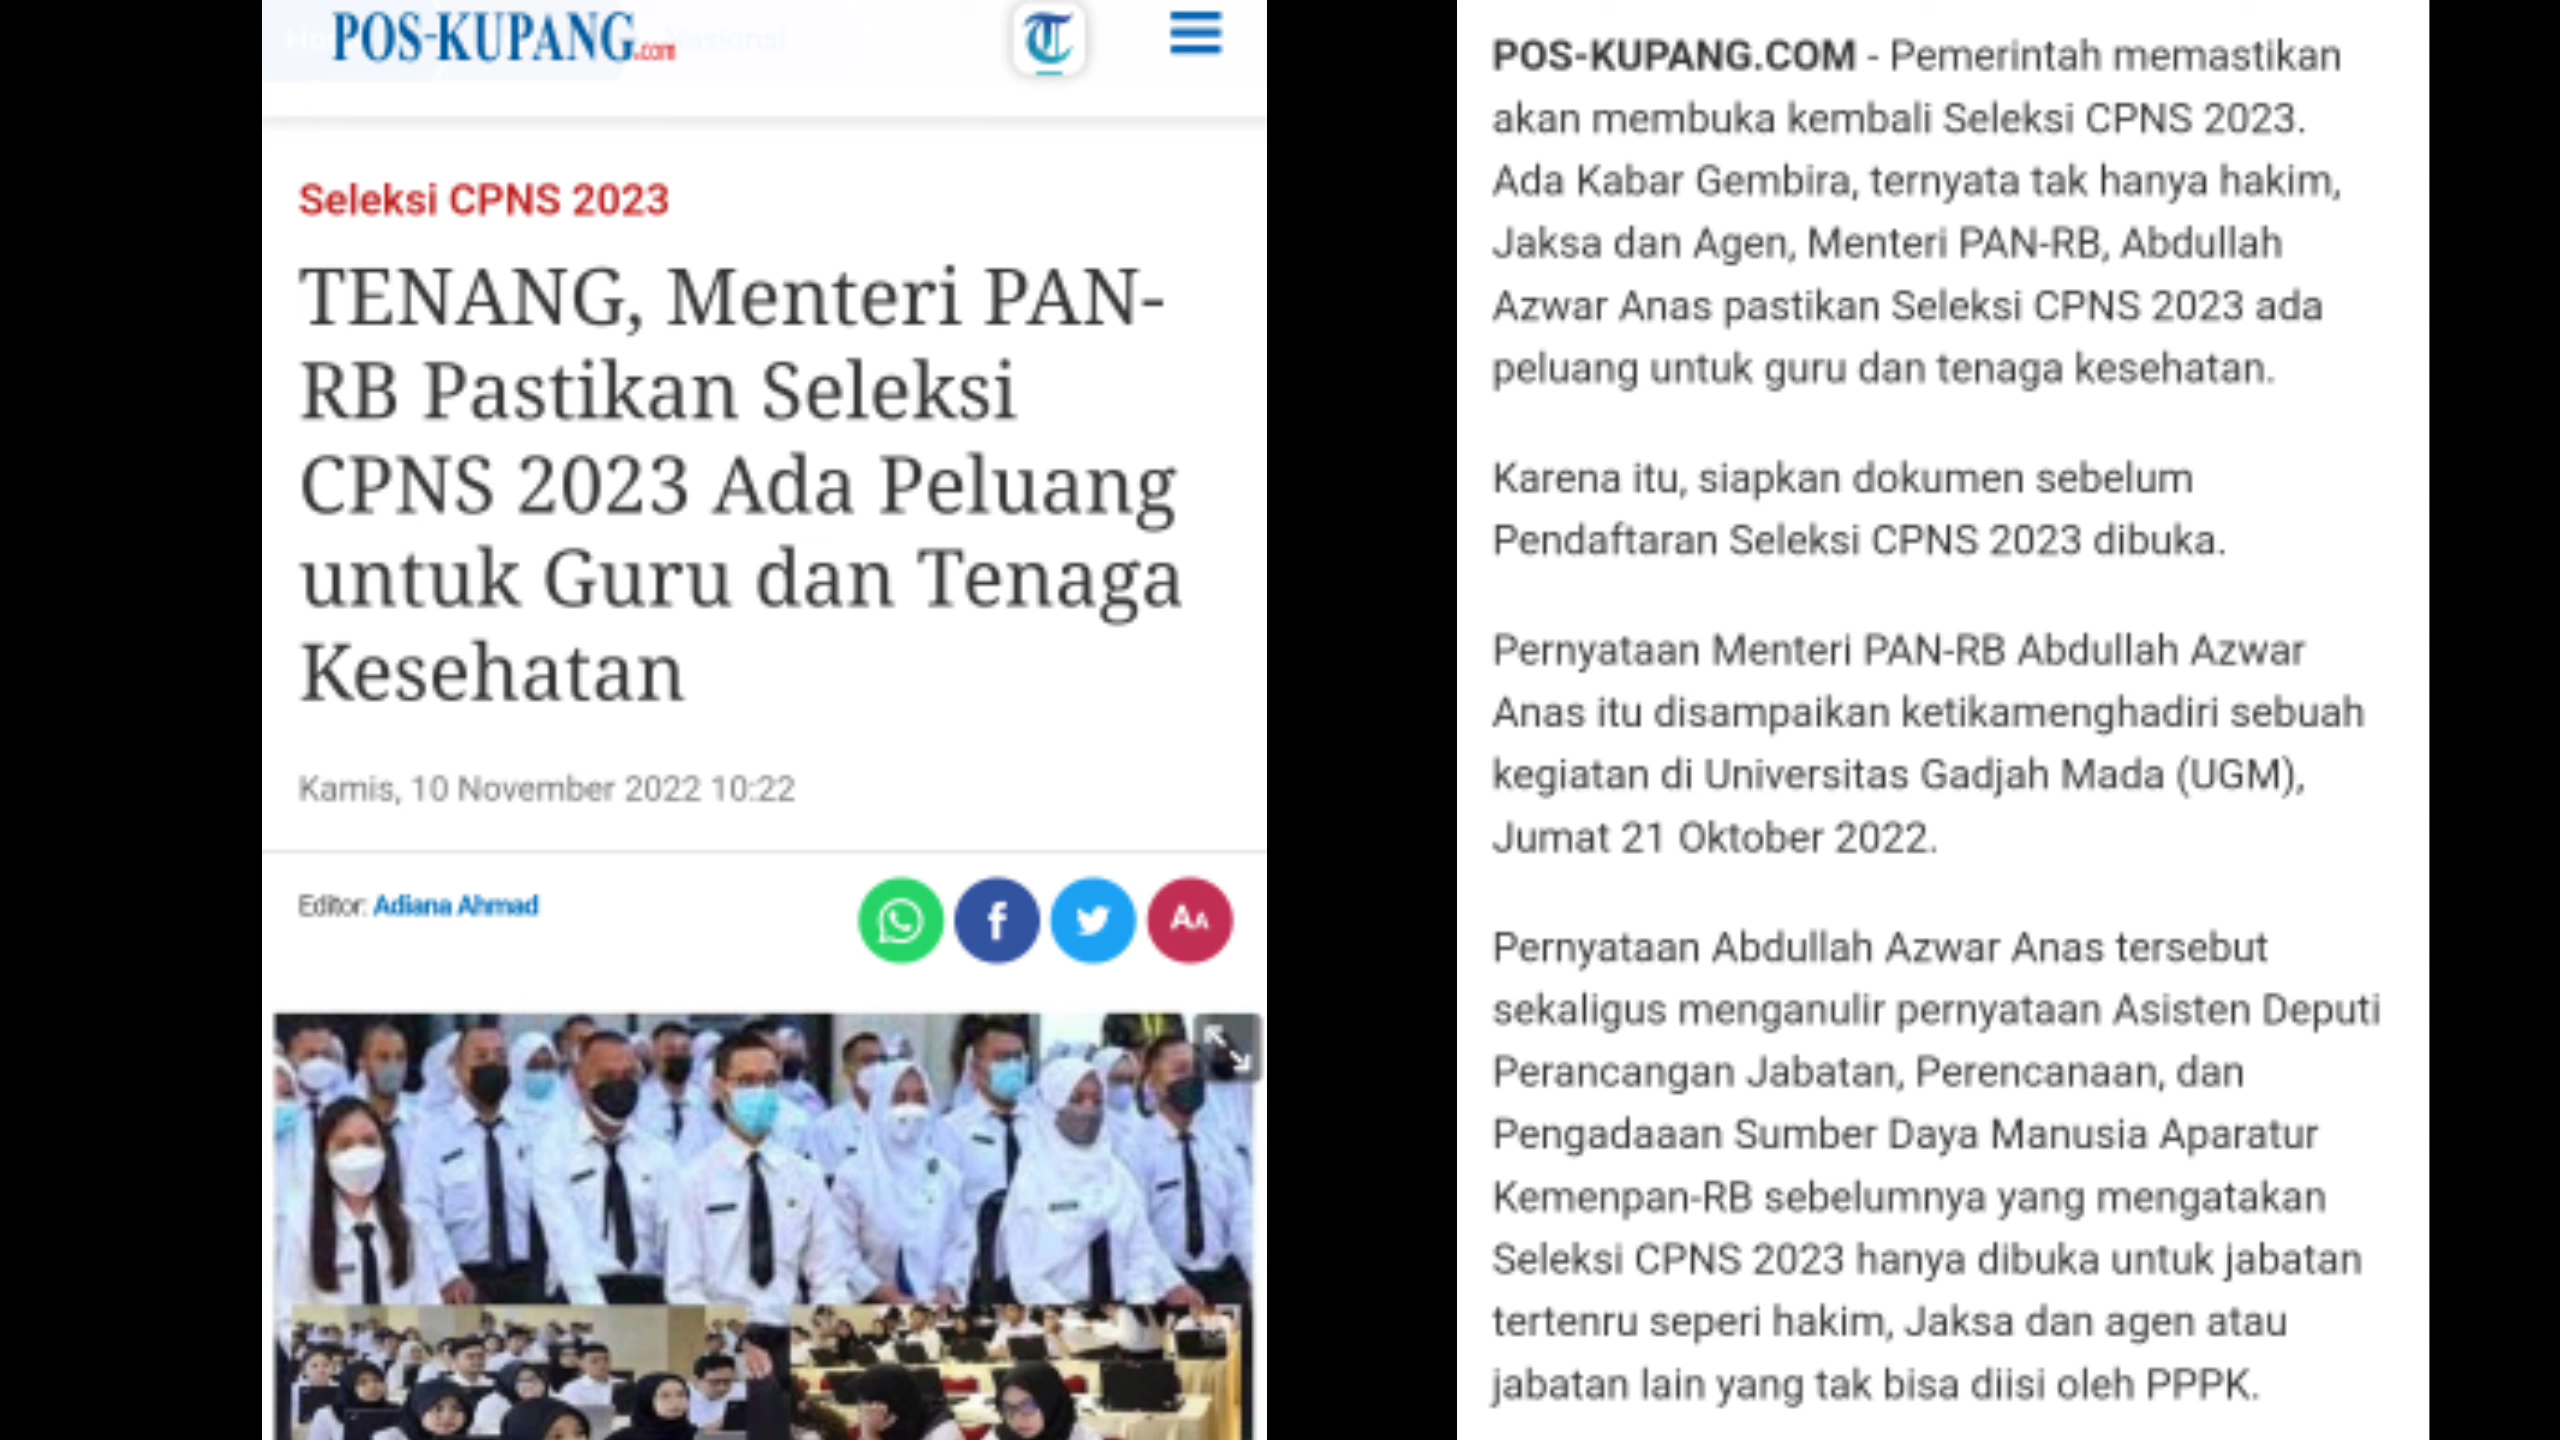 POS-KUPANG.com
Seleksi CPNS 2023
TENANG, Menteri PAN-
RB Pastikan Seleksi
CPNS 2023 Ada Peluang
untuk Guru dan Tenaga
Kesehatan
Kamis, 10 November 2022 10:22
Editor: Adiana Ahmad
AA
POS-KUPANG.COM - Pemerintah memastikan
akan membuka kembali Seleksi CPNS 2023.
Ada Kabar Gembira, ternyata tak hanya hakim,
Jaksa dan Agen, Menteri PAN-RB, Abdullah
Azwar Anas pastikan Seleksi CPNS 2023 ada
peluang untuk guru dan tenaga kesehatan.
Karena itu, siapkan dokumen sebelum
Pendaftaran Seleksi CPNS 2023 dibuka.
Pernyataan Menteri PAN-RB Abdullah Azwar
Anas itu disampaikan ketikamenghadiri sebuah
kegiatan di Universitas Gadjah Mada (UGM),
Jumat 21 Oktober 2022.
Pernyataan Abdullah Azwar Anas tersebut
sekaligus menganulir pernyataan Asisten Deputi
Perancangan Jabatan, Perencanaan, dan
Pengadaaan Sumber Daya Manusia Aparatur
Kemenpan-RB sebelumnya yang mengatakan
Seleksi CPNS 2023 hanya dibuka untuk jabatan
tertenru seperi hakim, Jaksa dan agen atau
jabatan lain yang tak bisa diisi oleh PPPK.